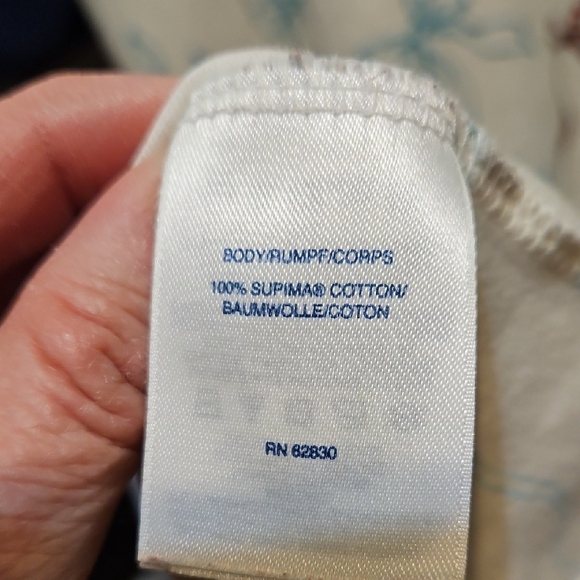 BODY/RUMPF/CORPS
100% SUPIMA® COTTON/
BAUMWOLLE/COTON
RN 62830